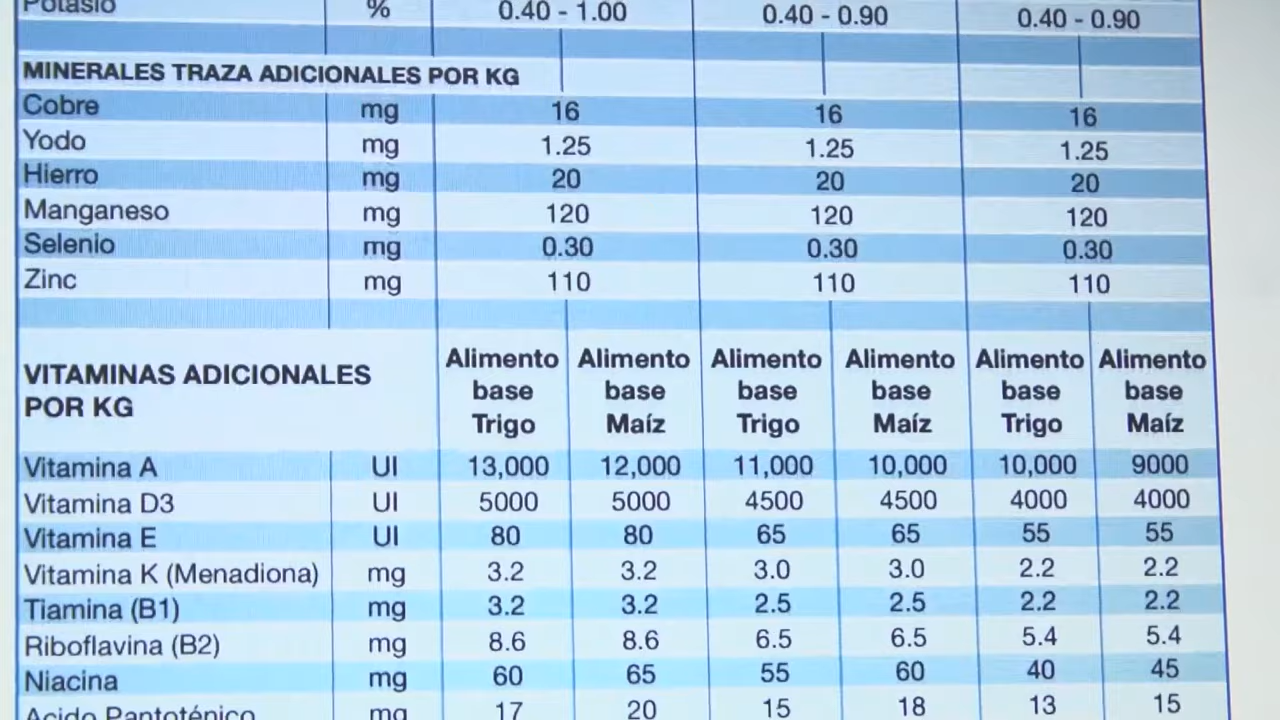 Potasio % 0.40 - 1.00 0.40 - 0.90 0.40 - 0.90
MINERALES TRAZA ADICIONALES POR KG
Cobre mg 16 16 16
Yodo mg 1.25 1.25 1.25
Hierro mg 20 20 20
Manganeso mg 120 120 120
Selenio mg 0.30 0.30 0.30
Zinc mg 110 110 110
VITAMINAS ADICIONALES
POR KG
Alimento Alimento Alimento Alimento Alimento Alimento
base base base base base base
Trigo Maíz Trigo Maíz Trigo Maíz
Vitamina A UI 13,000 12,000 11,000 10,000 10,000 9000
Vitamina D3 UI 5000 5000 4500 4500 4000 4000
Vitamina E UI 80 80 65 65 55 55
Vitamina K (Menadiona) mg 3.2 3.2 3.0 3.0 2.2 2.2
Tiamina (B1) mg 3.2 3.2 2.5 2.5 2.2 2.2
Riboflavina (B2) mg 8.6 8.6 6.5 6.5 5.4 5.4
Niacina mg 60 65 55 60 40 45
Acido Pantoténico mg 17 20 15 18 13 15